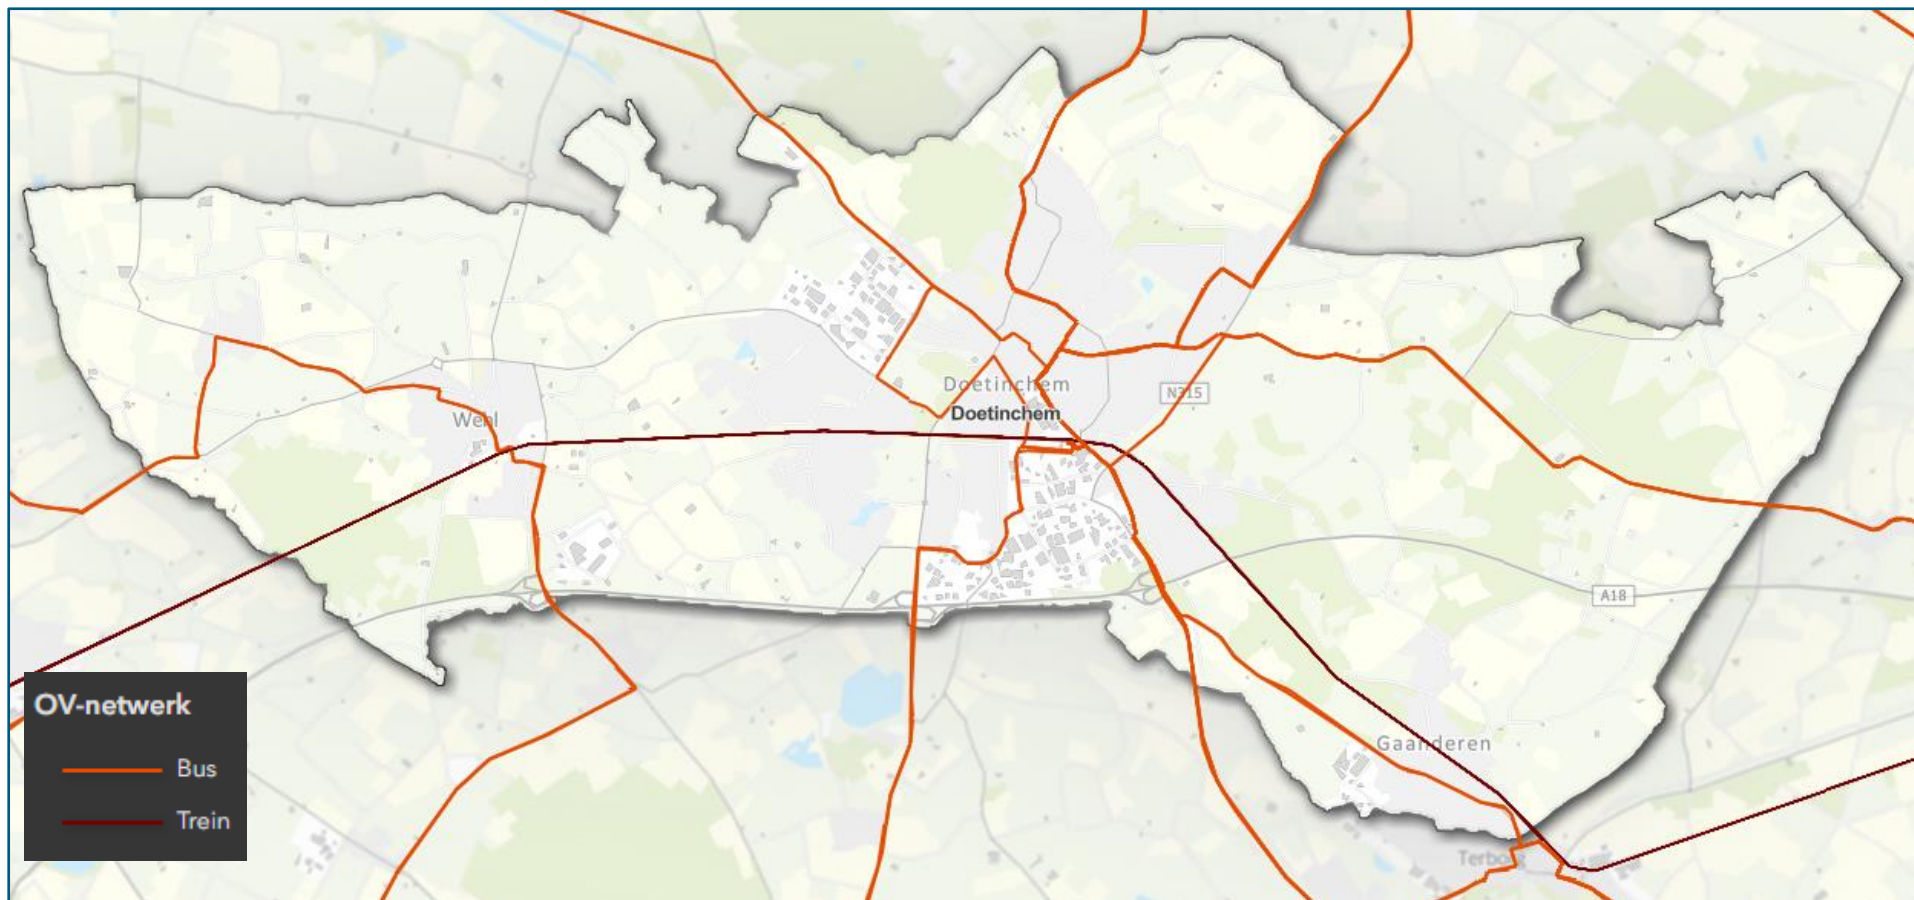 Doetinchem
Doetinchem
N315
Wehl
A18
Gaanderen
Terborg
OV-netwerk
Bus
Trein